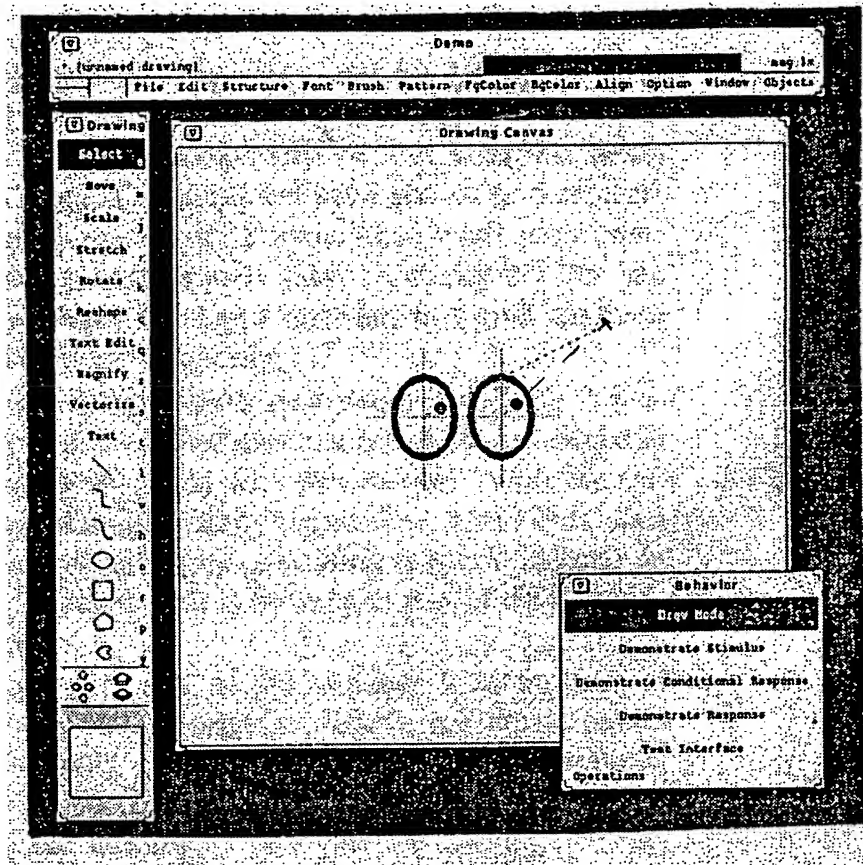 Demo
* [unnamed drawing]
mag 1x
File Edit Structure Font Brush Pattern FgColor BgColor Align Option Window Objects
Drawing
Select
Move m
Scale
Stretch
Rotate
Reshape
Text Edit
Magnify
Vectorize
Text t
Drawing Canvas
Behavior
Draw Mode
Demonstrate Stimulus
Demonstrate Conditional Response
Demonstrate Response
Test Interface
Operations